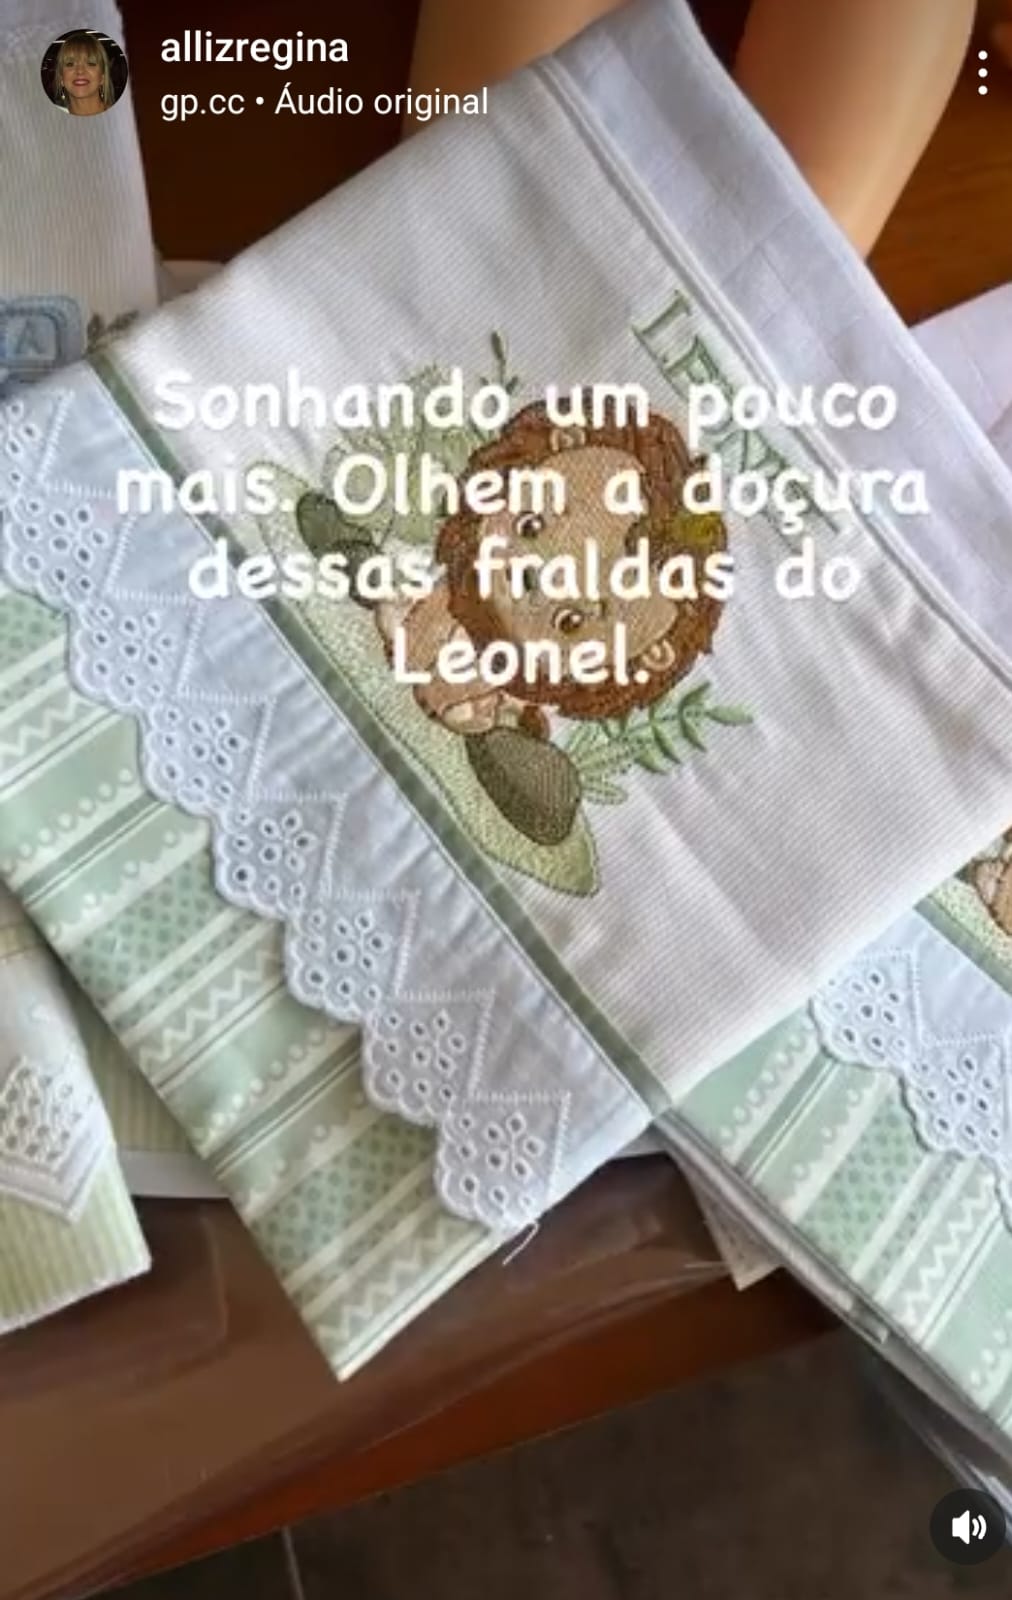 allizregina
gp.cc • Áudio original
Sonhando um pouco
mais. Olhem a doçura
dessas fraldas do
Leonel.
A